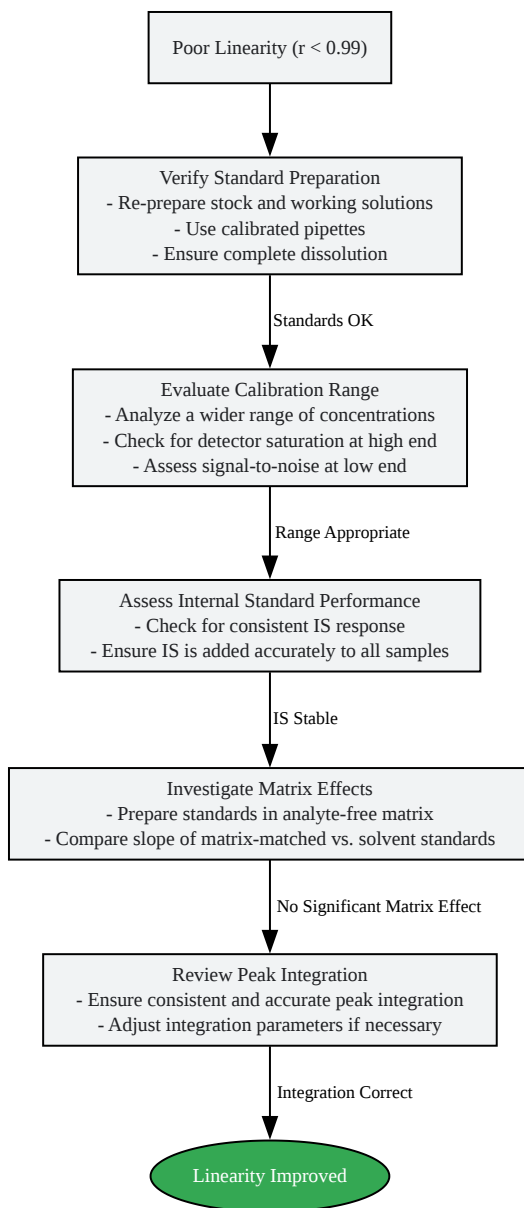 Poor Linearity (r < 0.99)
Verify Standard Preparation
- Re-prepare stock and working solutions
- Use calibrated pipettes
- Ensure complete dissolution
Standards OK
Evaluate Calibration Range
- Analyze a wider range of concentrations
- Check for detector saturation at high end
- Assess signal-to-noise at low end
Range Appropriate
Assess Internal Standard Performance
- Check for consistent IS response
- Ensure IS is added accurately to all samples
IS Stable
Investigate Matrix Effects
- Prepare standards in analyte-free matrix
- Compare slope of matrix-matched vs. solvent standards
No Significant Matrix Effect
Review Peak Integration
- Ensure consistent and accurate peak integration
- Adjust integration parameters if necessary
Integration Correct
Linearity Improved